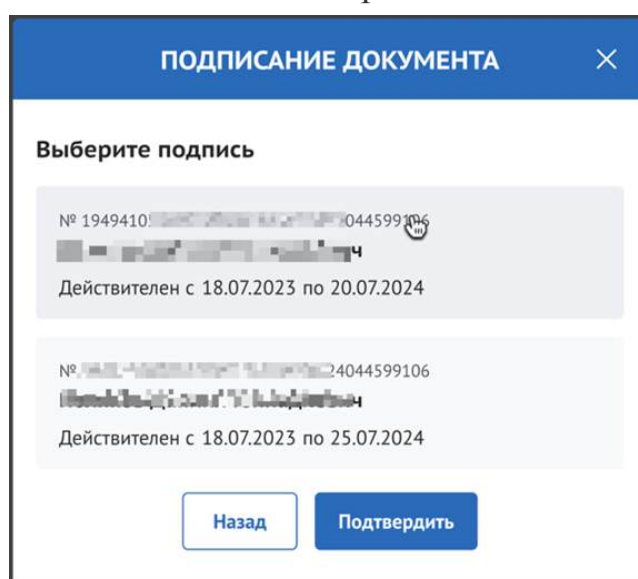 ПОДПИСАНИЕ ДОКУМЕНТА
Выберите подпись
№ 1949410 044599106
Действителен с 18.07.2023 по 20.07.2024
№ 24044599106
Действителен с 18.07.2023 по 25.07.2024
Назад
Подтвердить